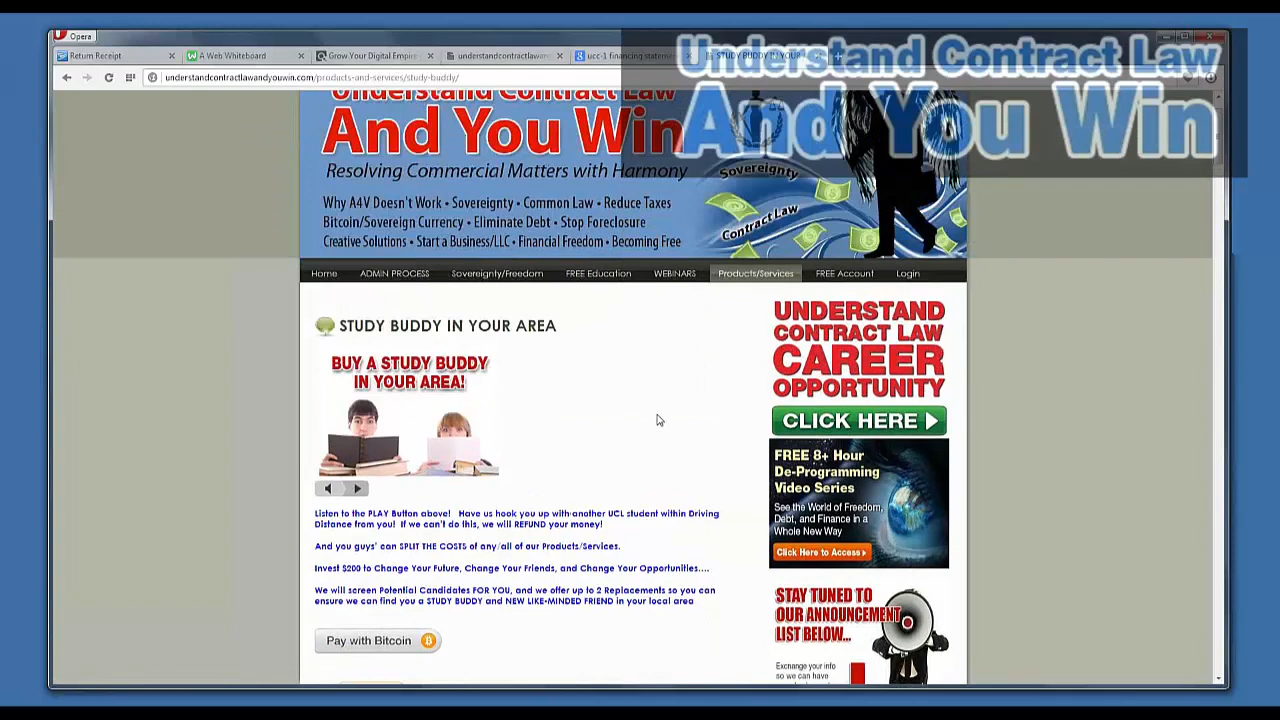 Opera
Return Receipt
A Web Whiteboard
Grow Your Digital Empire
understandcontractlawan
ucc-1 financing stateme
STUDY BUDDY IN YOUR
understandcontractlawandyouwin.com/products-and-services/study-buddy/
Understand Contract Law
And You Win
Understand Contract Law
And You Win
Resolving Commercial Matters with Harmony
Why A4V Doesn't Work • Sovereignty • Common Law • Reduce Taxes
Bitcoin/Sovereign Currency • Eliminate Debt • Stop Foreclosure
Creative Solutions • Start a Business/LLC • Financial Freedom • Becoming Free
Sovereignty
Contract Law
Home
ADMIN PROCESS
Sovereignty/Freedom
FREE Education
WEBINARS
Products/Services
FREE Account
Login
STUDY BUDDY IN YOUR AREA
BUY A STUDY BUDDY
IN YOUR AREA!
Listen to the PLAY Button above! Have us hook you up with another UCL student within Driving
Distance from you! If we can't do this, we will REFUND your money!
And you guys' can SPLIT THE COSTS of any/all of our Products/Services.
Invest $200 to Change Your Future, Change Your Friends, and Change Your Opportunities....
We will screen Potential Candidates FOR YOU, and we offer up to 2 Replacements so you can
ensure we can find you a STUDY BUDDY and NEW LIKE-MINDED FRIEND in your local area
Pay with Bitcoin
UNDERSTAND
CONTRACT LAW
CAREER
OPPORTUNITY
CLICK HERE
FREE 8+ Hour
De-Programming
Video Series
See the World of Freedom,
Debt, and Finance in a
Whole New Way
Click Here to Access
STAY TUNED TO
OUR ANNOUNCEMENT
LIST BELOW...
Exchange your info
so we can have